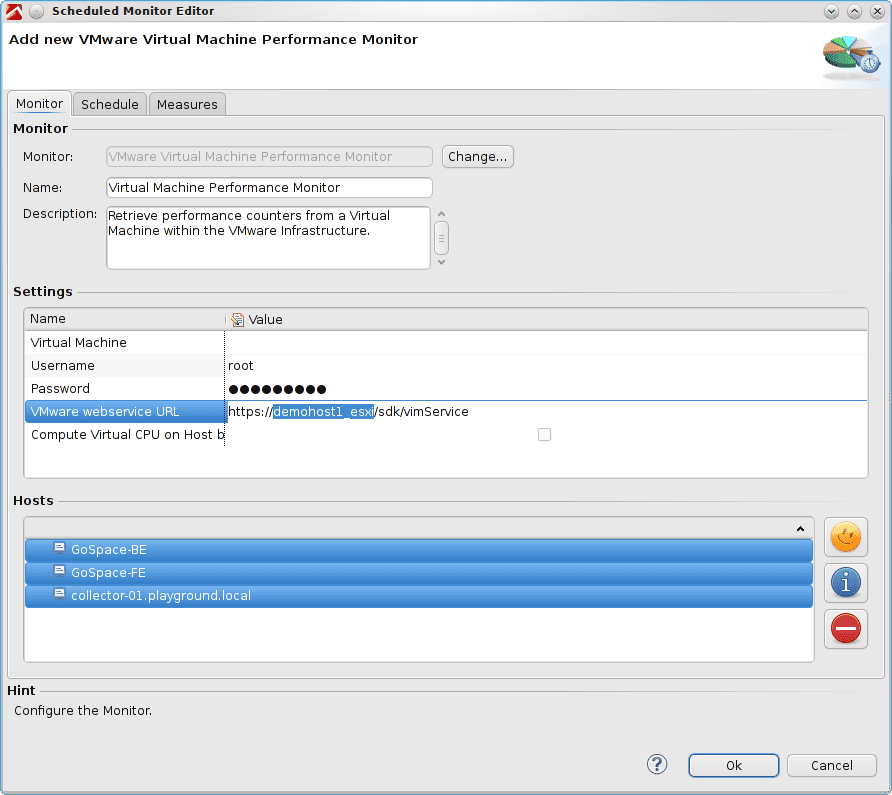 Scheduled Monitor Editor
Add new VMware Virtual Machine Performance Monitor
Monitor Schedule Measures
Monitor
Monitor: VMware Virtual Machine Performance Monitor Change...
Name: Virtual Machine Performance Monitor
Description: Retrieve performance counters from a Virtual
Machine within the VMware Infrastructure.
Settings
Name Value
Virtual Machine
Username root
Password ●●●●●●●●●
VMware webservice URL https://demohost1_esxi/sdk/vimService
Compute Virtual CPU on Host b
Hosts
GoSpace-BE
GoSpace-FE
collector-01.playground.local
Hint
Configure the Monitor.
? Ok Cancel